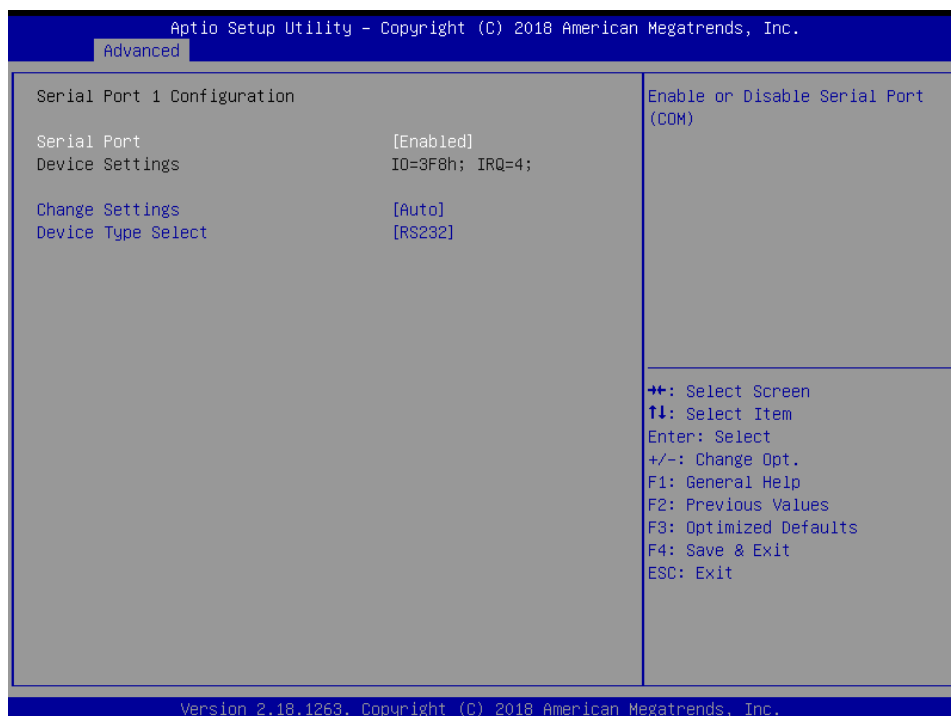 Aptio Setup Utility – Copyright (C) 2018 American Megatrends, Inc.
Advanced
Serial Port 1 Configuration
Serial Port [Enabled]
Device Settings IO=3F8h; IRQ=4;
Change Settings [Auto]
Device Type Select [RS232]
Enable or Disable Serial Port
(COM)
→←: Select Screen
↑↓: Select Item
Enter: Select
+/-: Change Opt.
F1: General Help
F2: Previous Values
F3: Optimized Defaults
F4: Save & Exit
ESC: Exit
Version 2.18.1263. Copyright (C) 2018 American Megatrends, Inc.